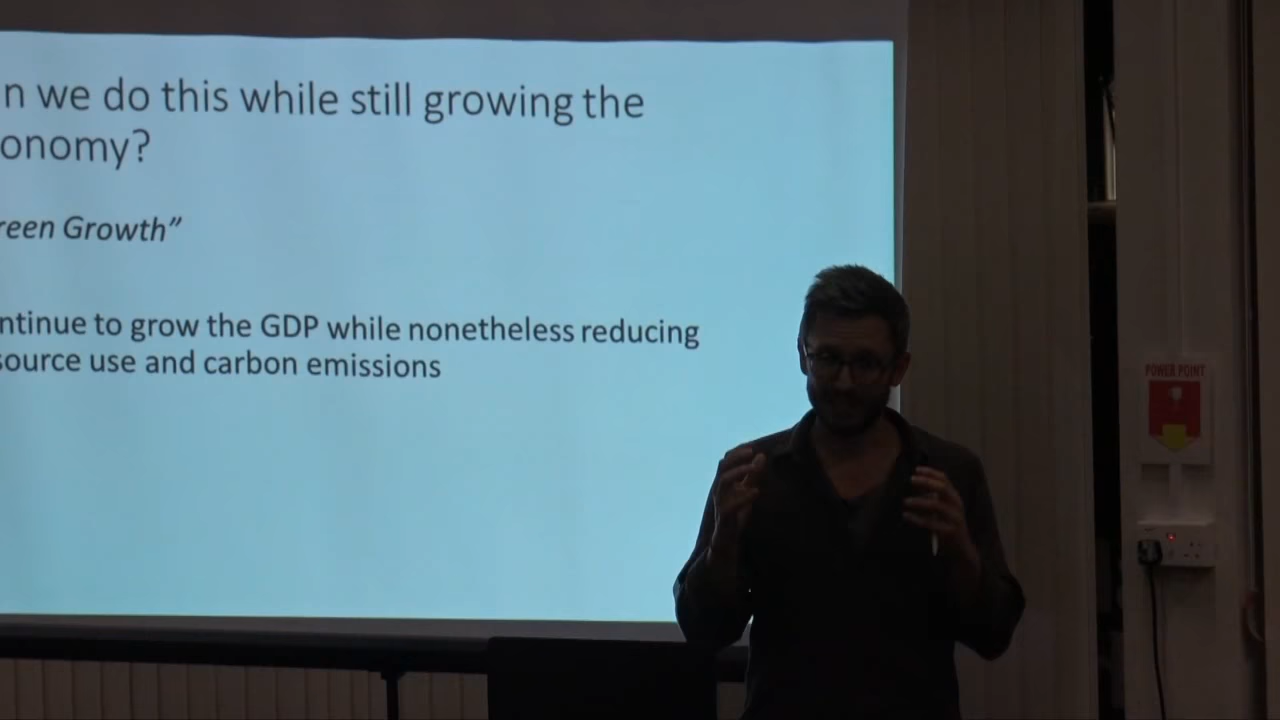 n we do this while still growing the
onomy?
reen Growth”
ntinue to grow the GDP while nonetheless reducing
source use and carbon emissions
POWER POINT